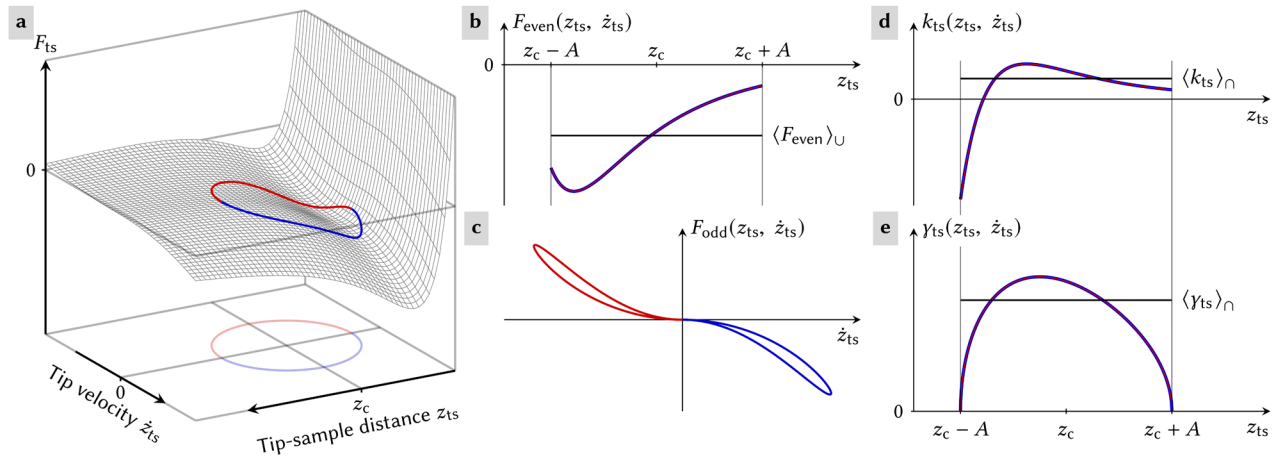 a
F_ts
0
Tip velocity ż_ts
0
z_c
Tip-sample distance z_ts
b
F_even(z_ts, ż_ts)
z_c − A
z_c
z_c + A
0
z_ts
⟨F_even⟩_∪
c
F_odd(z_ts, ż_ts)
ż_ts
d
k_ts(z_ts, ż_ts)
⟨k_ts⟩_∩
0
z_ts
e
γ_ts(z_ts, ż_ts)
⟨γ_ts⟩_∩
0
z_c − A
z_c
z_c + A
z_ts